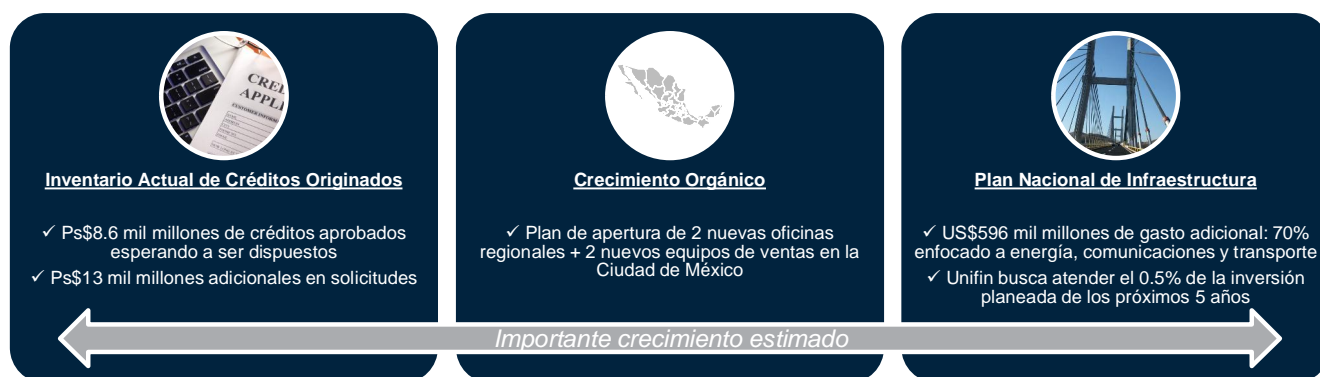 CREDIT
APPLI
CUSTOMER INFORM
Inventario Actual de Créditos Originados
✓ Ps$8.6 mil millones de créditos aprobados
esperando a ser dispuestos
✓ Ps$13 mil millones adicionales en solicitudes
Crecimiento Orgánico
✓ Plan de apertura de 2 nuevas oficinas
regionales + 2 nuevos equipos de ventas en la
Ciudad de México
Plan Nacional de Infraestructura
✓ US$596 mil millones de gasto adicional: 70%
enfocado a energía, comunicaciones y transporte
✓ Unifin busca atender el 0.5% de la inversión
planeada de los próximos 5 años
Importante crecimiento estimado